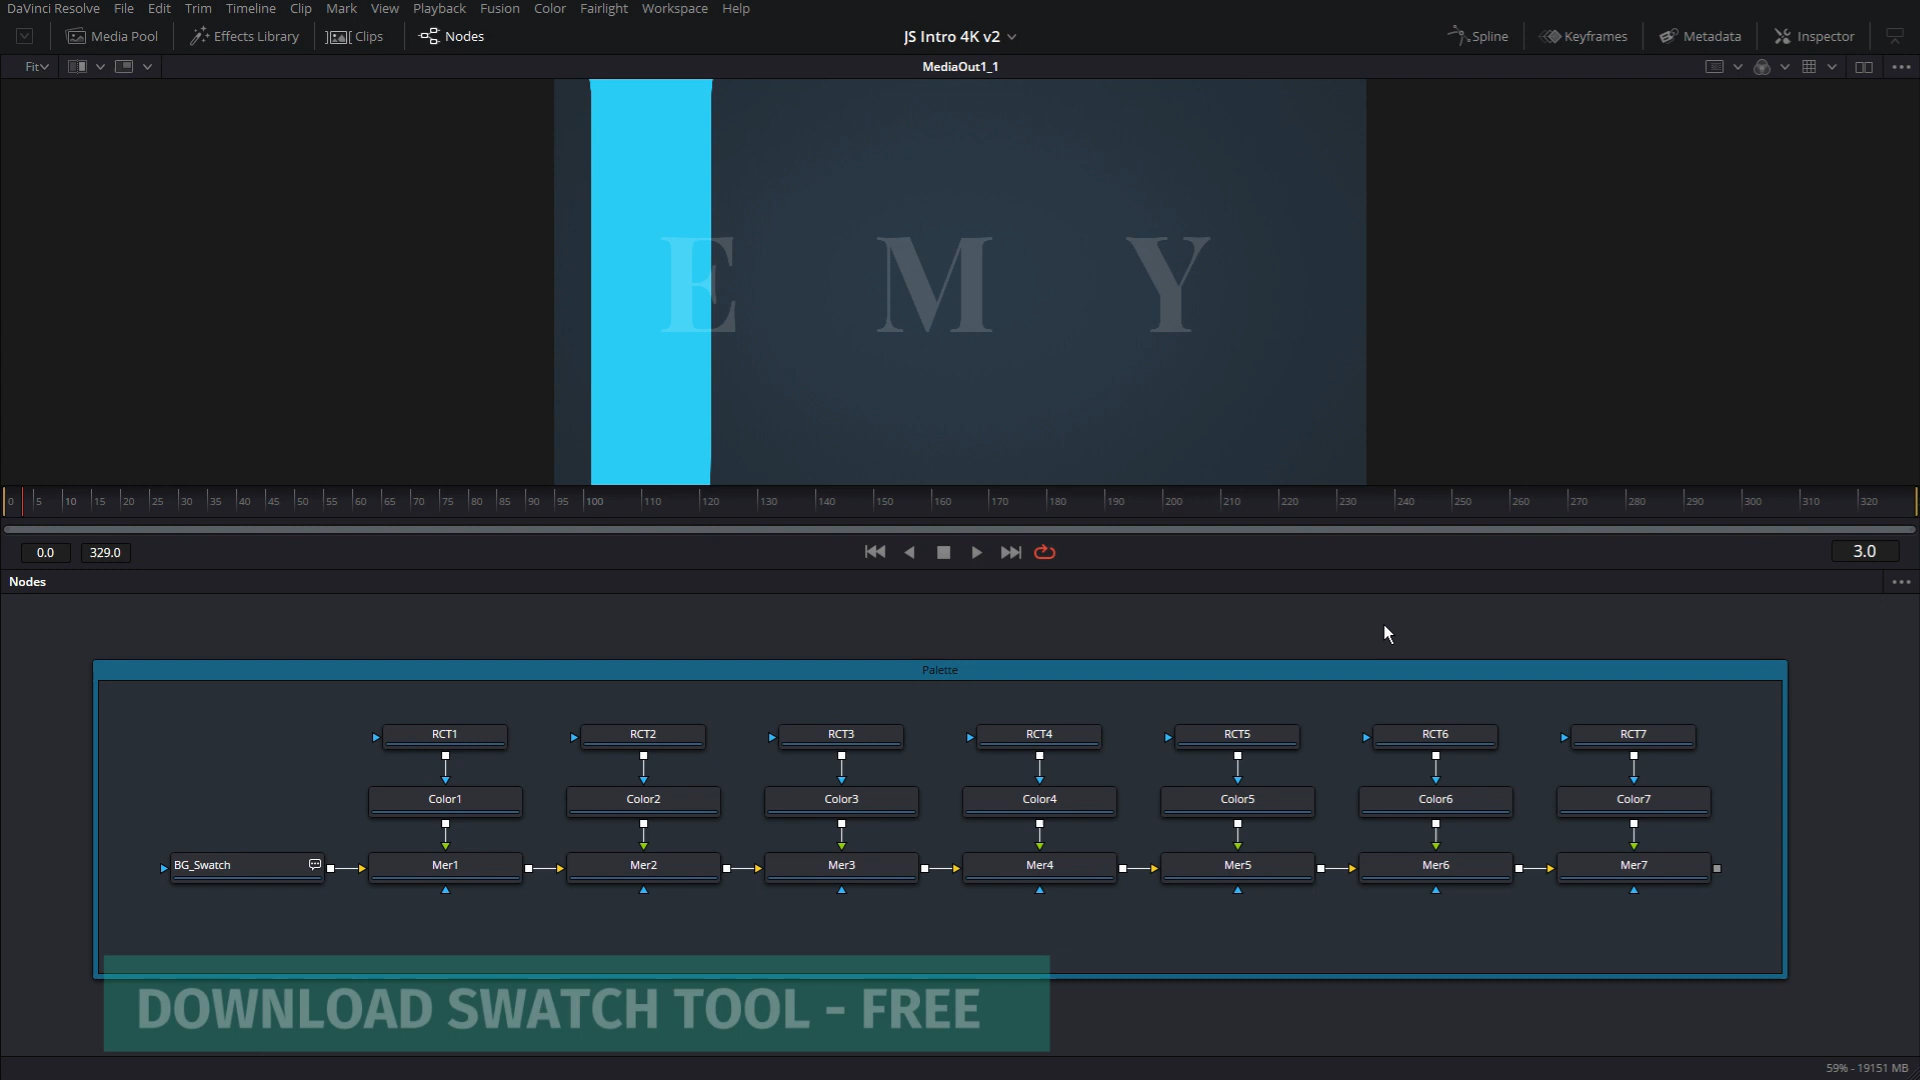 DaVinci Resolve File Edit Trim Timeline Clip Mark View Playback Fusion Color Fairlight Workspace Help
Media Pool Effects Library Clips Nodes JS Intro 4K v2 Spline Keyframes Metadata Inspector
Fit MediaOut1_1
E M Y
0 5 10 15 20 25 30 35 40 45 50 55 60 65 70 75 80 85 90 95 100 110 120 130 140 150 160 170 180 190 200 210 220 230 240 250 260 270 280 290 300 310 320
0.0 329.0 3.0
Nodes
Palette
RCT1 RCT2 RCT3 RCT4 RCT5 RCT6 RCT7
Color1 Color2 Color3 Color4 Color5 Color6 Color7
BG_Swatch Mer1 Mer2 Mer3 Mer4 Mer5 Mer6 Mer7
DOWNLOAD SWATCH TOOL - FREE
59% - 19151 MB